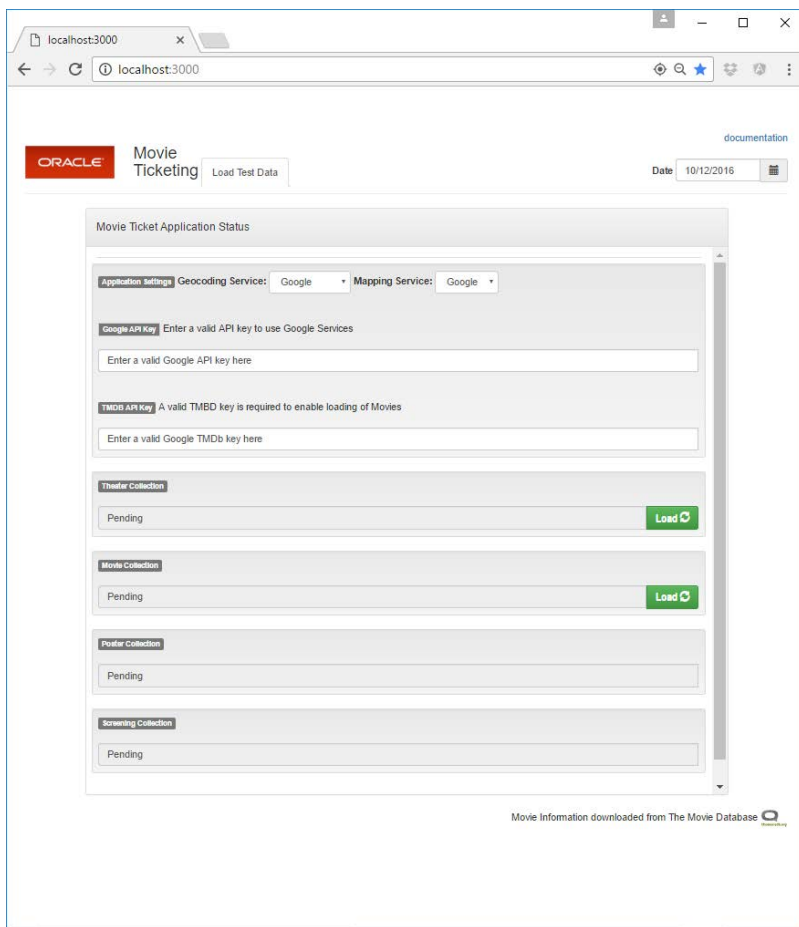 localhost:3000
localhost:3000
documentation
ORACLE
Movie
Ticketing
Load Test Data
Date 10/12/2016
Movie Ticket Application Status
Application Settings Geocoding Service: Google Mapping Service: Google
Google API Key Enter a valid API key to use Google Services
Enter a valid Google API key here
TMDB API Key A valid TMBD key is required to enable loading of Movies
Enter a valid Google TMDb key here
Theater Collection
Pending Load
Movie Collection
Pending Load
Poster Collection
Pending
Screening Collection
Pending
Movie Information downloaded from The Movie Database